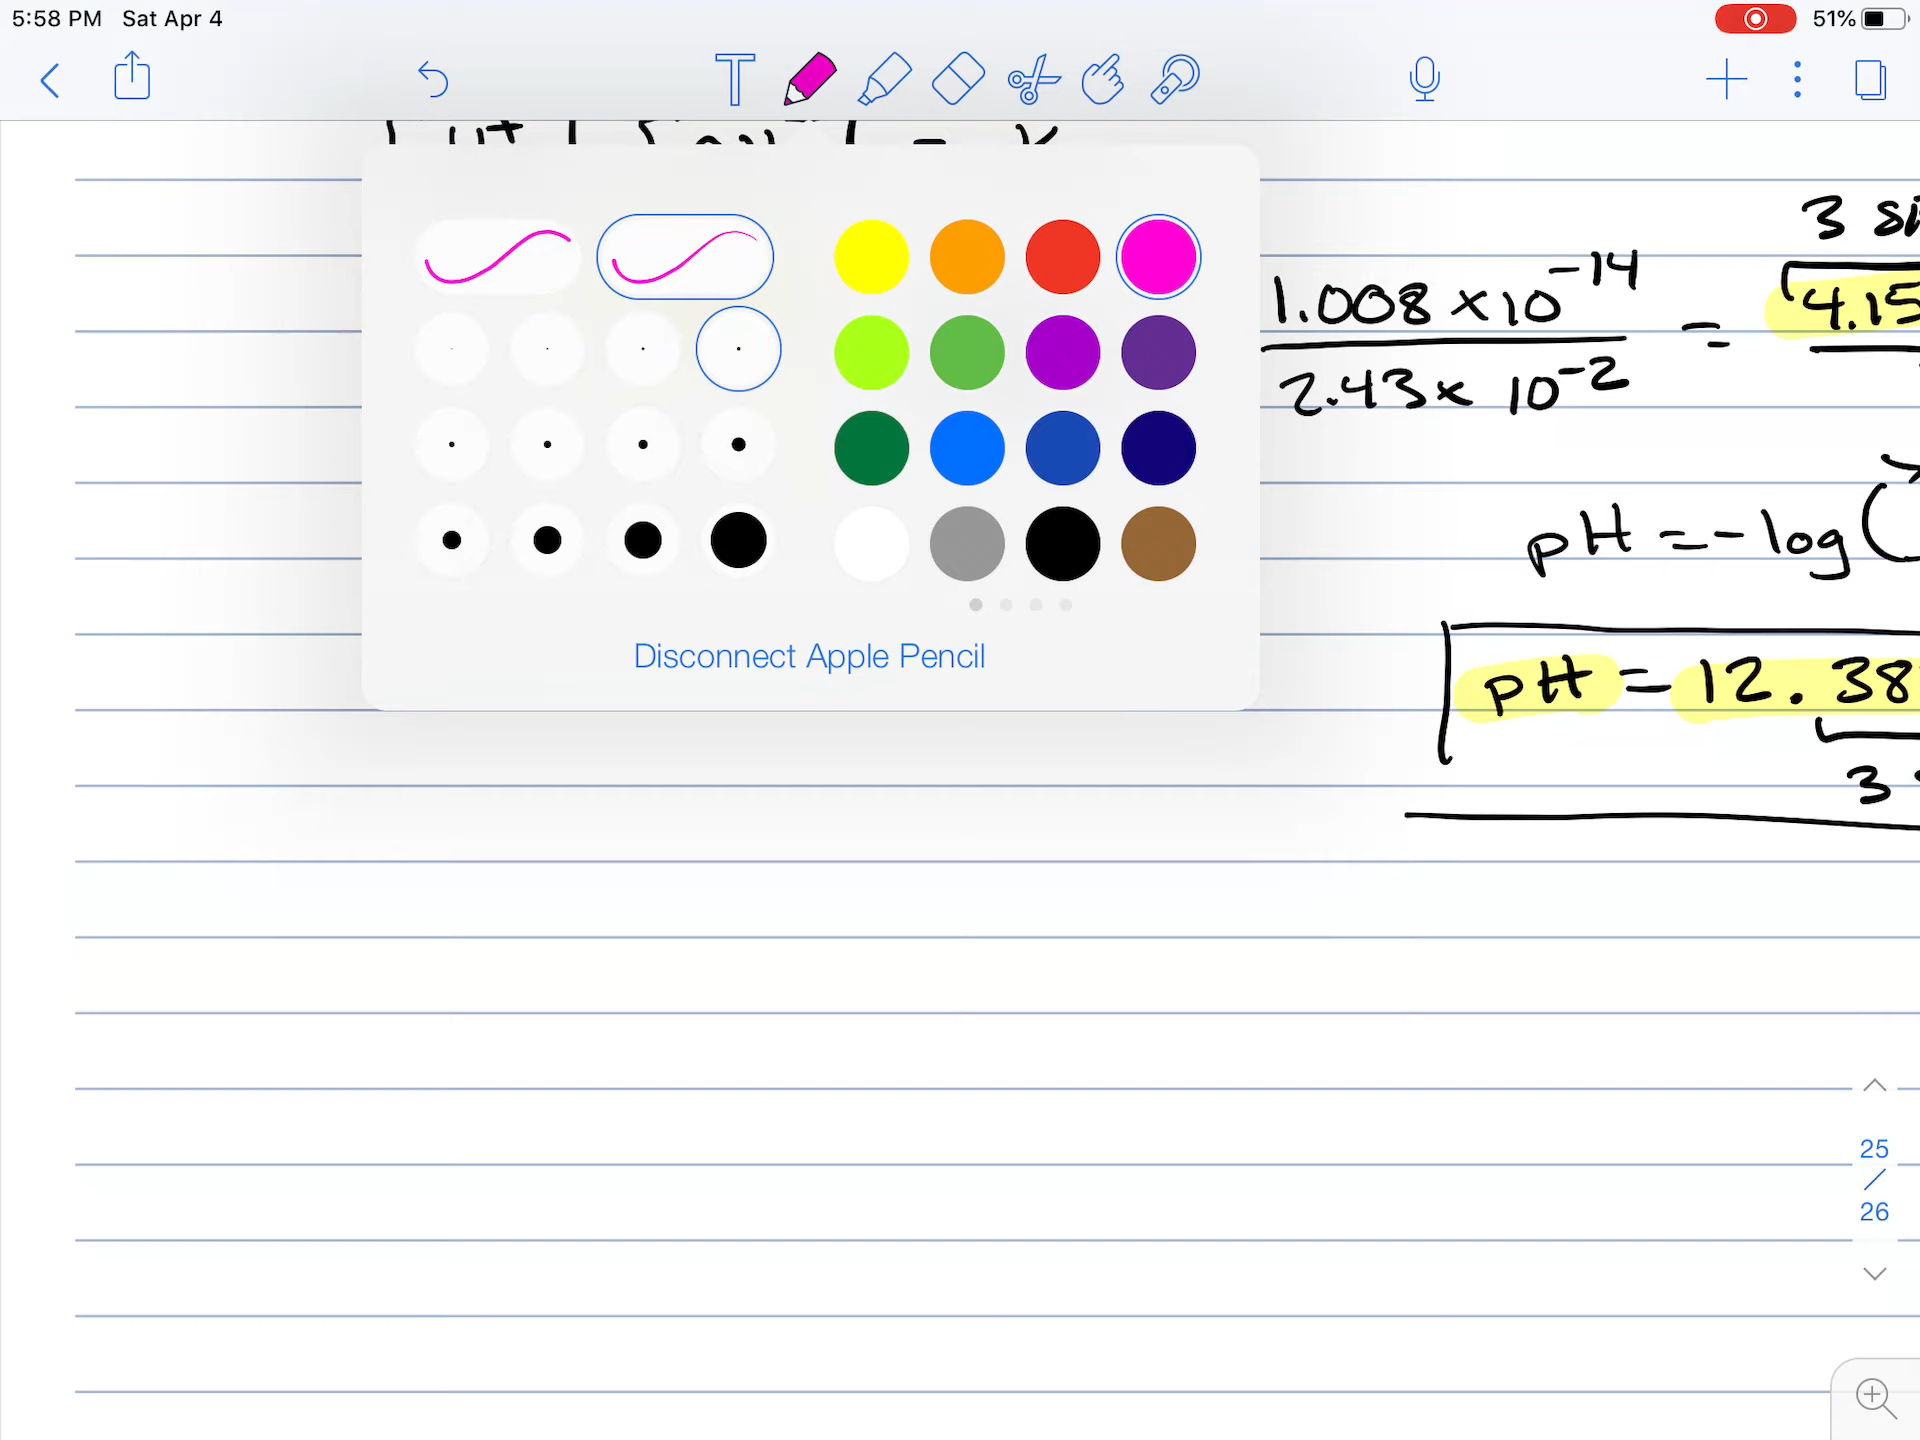 5:58 PM Sat Apr 4
51%
T
3
1.008 × 10⁻¹⁴
=
4.15
2.43 × 10⁻²
pH = - log (
pH = 12.38
3
Disconnect Apple Pencil
25
/
26